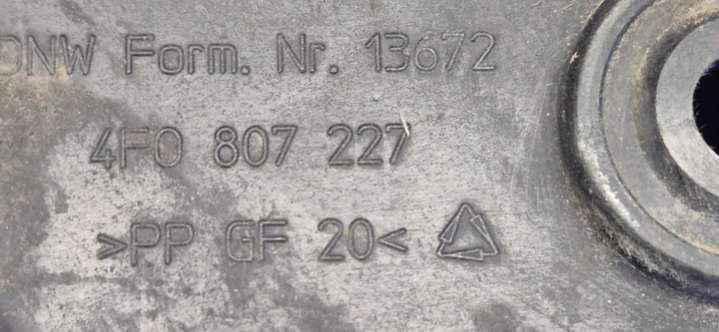 DNW Form. Nr. 13672
4F0 807 227
>PP GF 20<